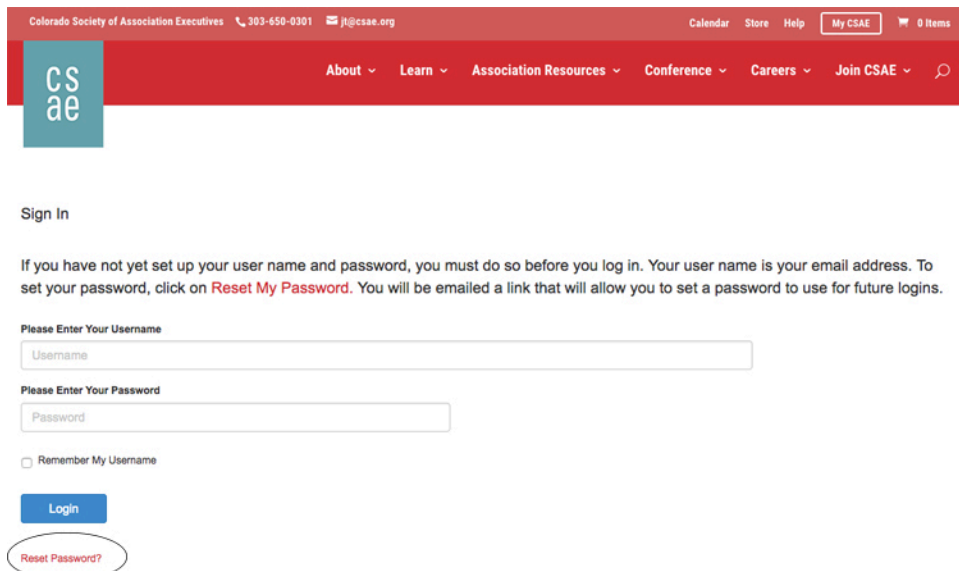 Colorado Society of Association Executives 303-650-0301 jt@csae.org Calendar Store Help My CSAE 0 Items
cs
ae
About Learn Association Resources Conference Careers Join CSAE
Sign In
If you have not yet set up your user name and password, you must do so before you log in. Your user name is your email address. To
set your password, click on Reset My Password. You will be emailed a link that will allow you to set a password to use for future logins.
Please Enter Your Username
Username
Please Enter Your Password
Password
Remember My Username
Login
Reset Password?